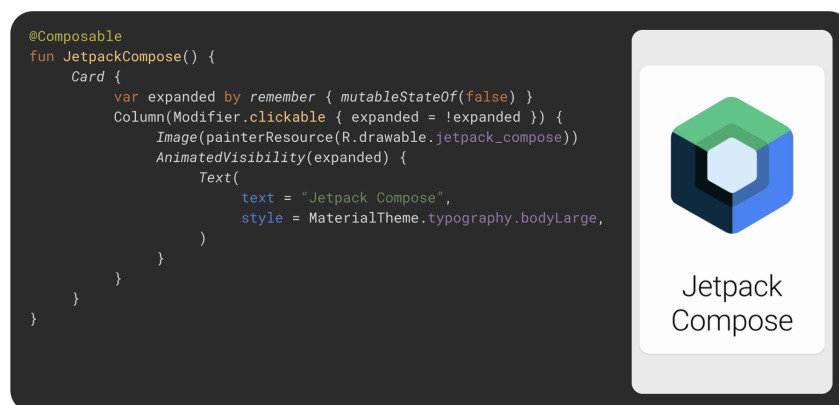 @Composable
fun JetpackCompose() {
Card {
var expanded by remember { mutableStateOf(false) }
Column(Modifier.clickable { expanded = !expanded }) {
Image(painterResource(R.drawable.jetpack_compose))
AnimatedVisibility(expanded) {
Text(
text = "Jetpack Compose",
style = MaterialTheme.typography.bodyLarge,
)
}
}
}
}
Jetpack
Compose